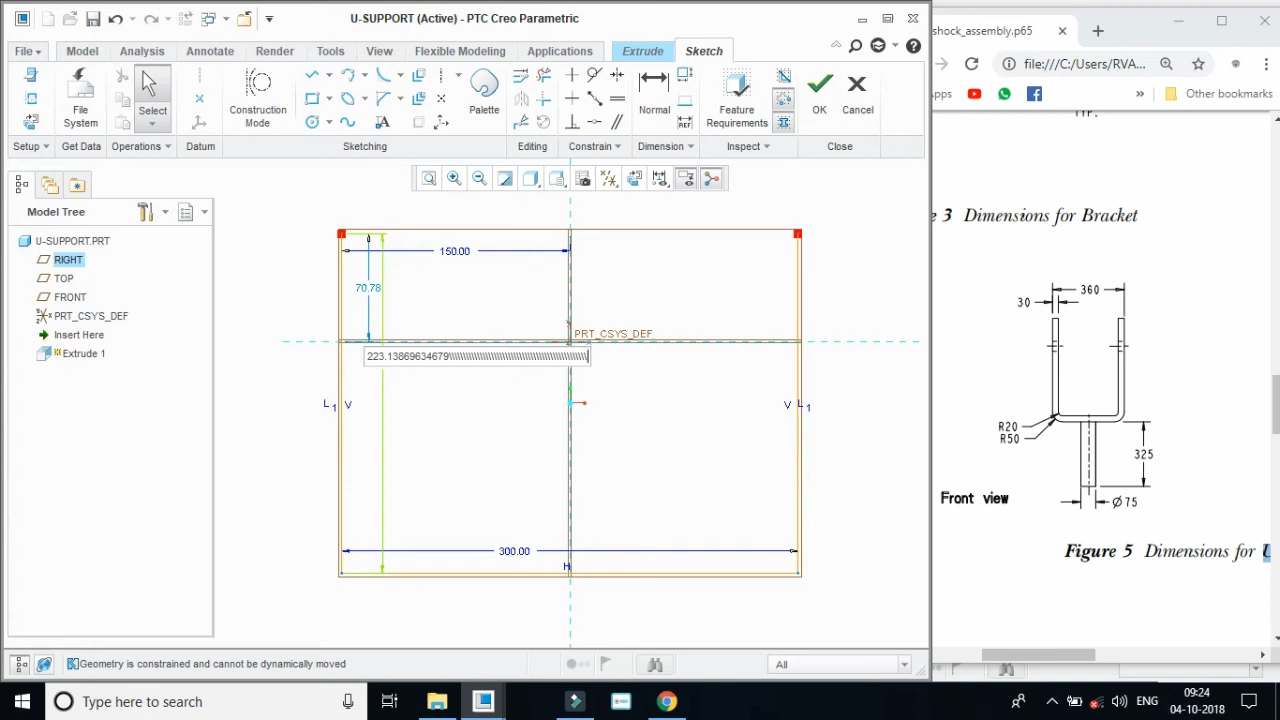 U-SUPPORT (Active) - PTC Creo Parametric
File Model Analysis Annotate Render Tools View Flexible Modeling Applications Extrude Sketch
File System
Select
Construction Mode
Palette
Normal
Feature Requirements
OK
Cancel
Setup Get Data Operations Datum Sketching Editing Constrain Dimension Inspect Close
Model Tree
U-SUPPORT.PRT
RIGHT
TOP
FRONT
PRT_CSYS_DEF
Insert Here
Extrude 1
150.00
70.78
PRT_CSYS_DEF
L1 V
V L1
300.00
H
Geometry is constrained and cannot be dynamically moved
All
shock_assembly.p65
file:///C:/Users/RVA...
Apps
» Other bookmarks
TYP.
e 3 Dimensions for Bracket
360
30
R20
R50
325
Ø 75
Front view
Figure 5 Dimensions for U
Type here to search
ENG
09:24
04-10-2018